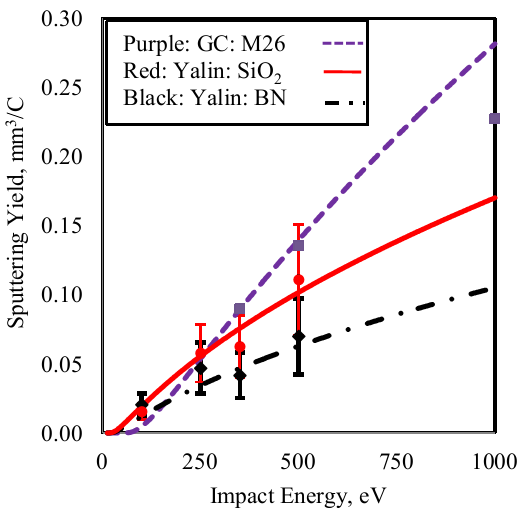 0.30
Purple: GC: M26
Red: Yalin: SiO₂
Black: Yalin: BN
0.25
0.20
0.15
0.10
0.05
0.00
Sputtering Yield, mm³/C
0 250 500 750 1000
Impact Energy, eV